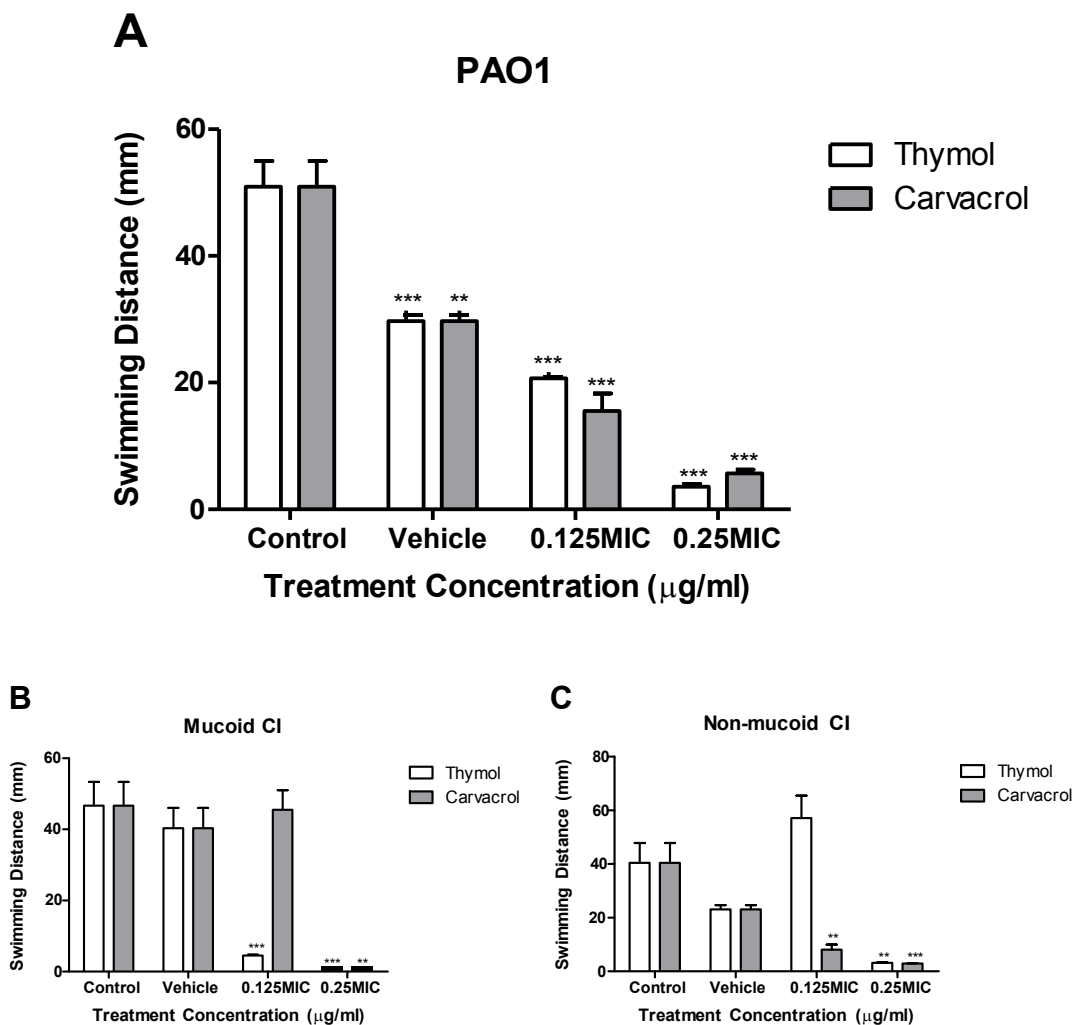 A
PAO1
Swimming Distance (mm)
60
40
20
0
*** **
*** ***
*** ***
Control Vehicle 0.125MIC 0.25MIC
Treatment Concentration (μg/ml)
Thymol
Carvacrol
B
Mucoid CI
Swimming Distance (mm)
60
40
20
0
***
*** **
Control Vehicle 0.125MIC 0.25MIC
Treatment Concentration (μg/ml)
Thymol
Carvacrol
C
Non-mucoid CI
Swimming Distance (mm)
80
60
40
20
0
**
** ***
Control Vehicle 0.125MIC 0.25MIC
Treatment Concentration (μg/ml)
Thymol
Carvacrol